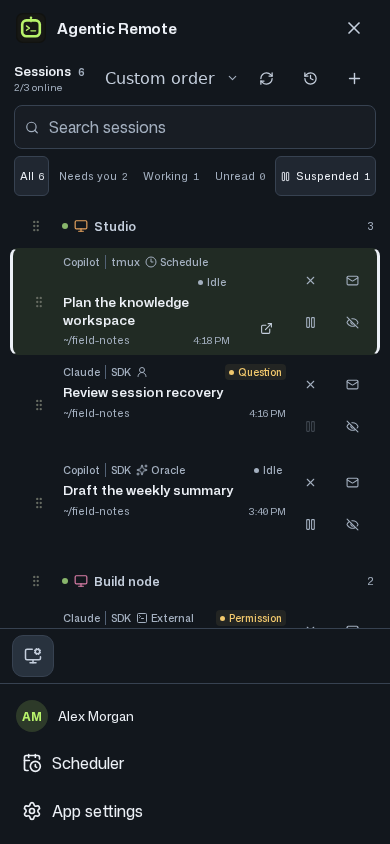 Agentic Remote
Sessions 6
2/3 online
Custom order
Search sessions
All 6 Needs you 2 Working 1 Unread 0 Suspended 1
Studio 3
Copilot tmux Schedule
Idle
Plan the knowledge
workspace
~/field-notes 4:18 PM
Claude SDK Question
Review session recovery
~/field-notes 4:16 PM
Copilot SDK Oracle Idle
Draft the weekly summary
~/field-notes 3:40 PM
Build node 2
Claude SDK External Permission
AM Alex Morgan
Scheduler
App settings